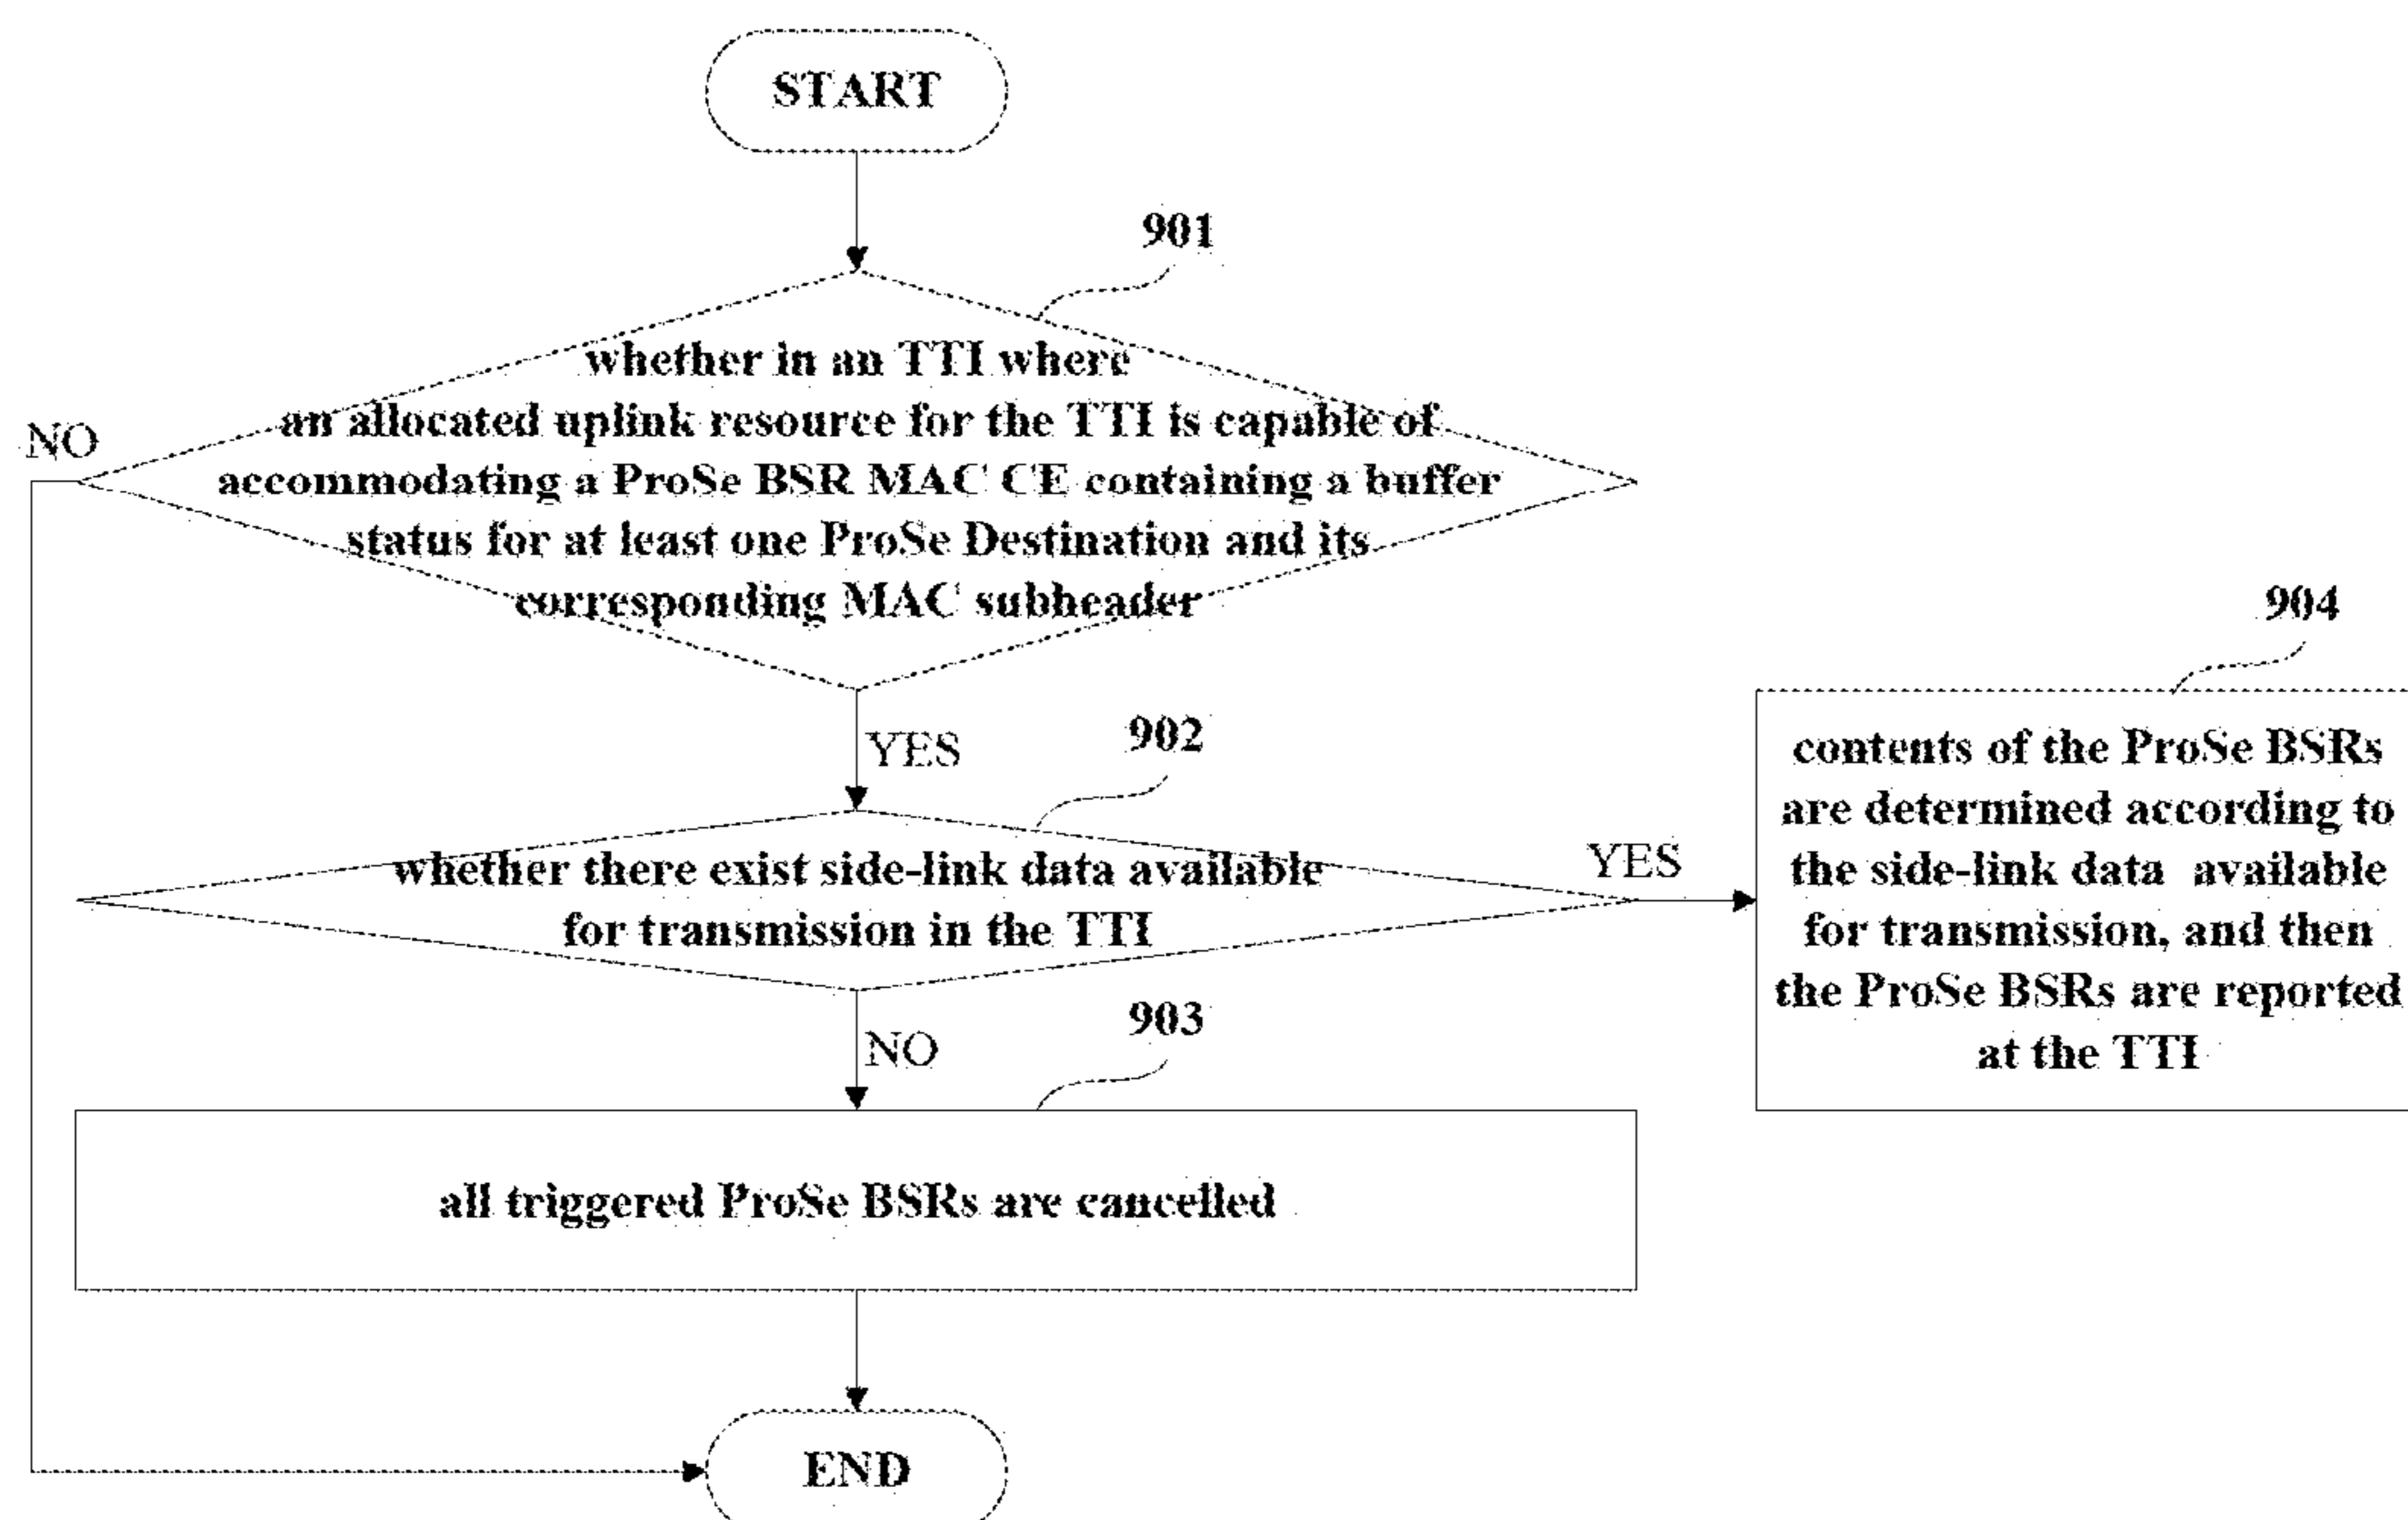 START
901
whether in an TTI where
an allocated uplink resource for the TTI is capable of
accommodating a ProSe BSR MAC CE containing a buffer
status for at least one ProSe Destination and its
corresponding MAC subheader
NO
YES
902
whether there exist side-link data available
for transmission in the TTI
YES
904
contents of the ProSe BSRs
are determined according to
the side-link data available
for transmission, and then
the ProSe BSRs are reported
at the TTI
NO
903
all triggered ProSe BSRs are cancelled
END